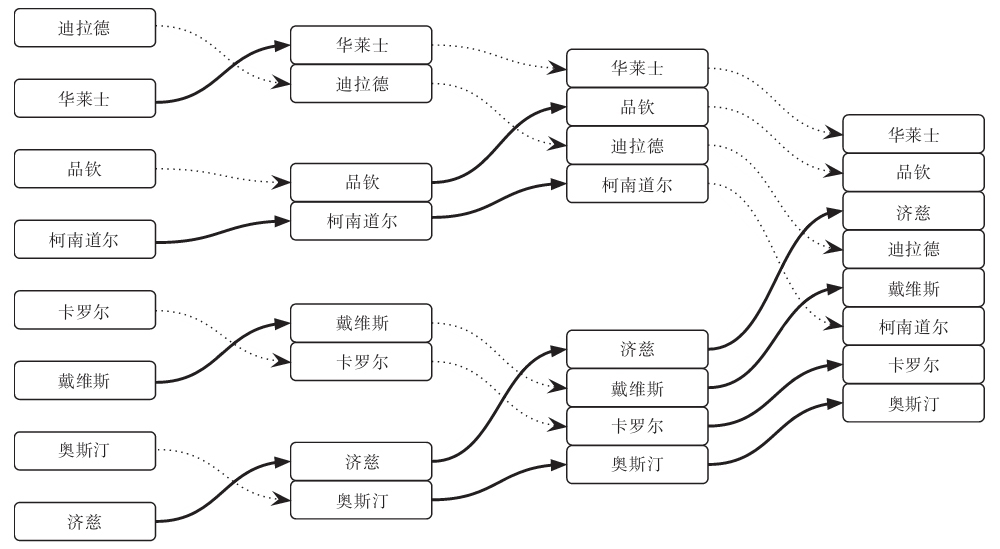 迪拉德
华莱士
品钦
柯南道尔
卡罗尔
戴维斯
奥斯汀
济慈
华莱士
迪拉德
品钦
柯南道尔
戴维斯
卡罗尔
济慈
奥斯汀
华莱士
品钦
迪拉德
柯南道尔
济慈
戴维斯
卡罗尔
奥斯汀
华莱士
品钦
济慈
迪拉德
戴维斯
柯南道尔
卡罗尔
奥斯汀